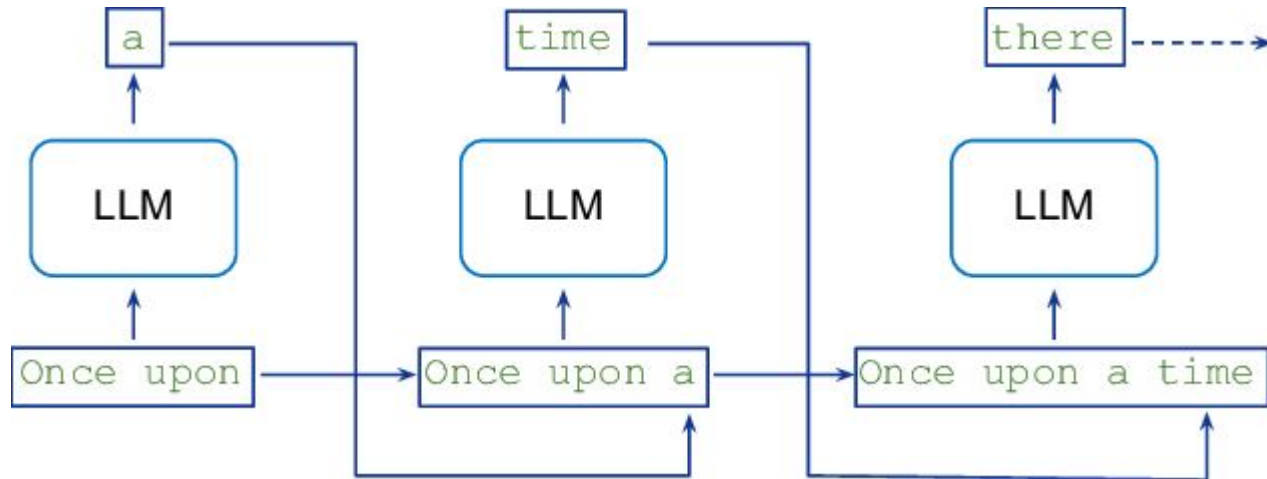 a
time
there
LLM
LLM
LLM
Once upon
Once upon a
Once upon a time